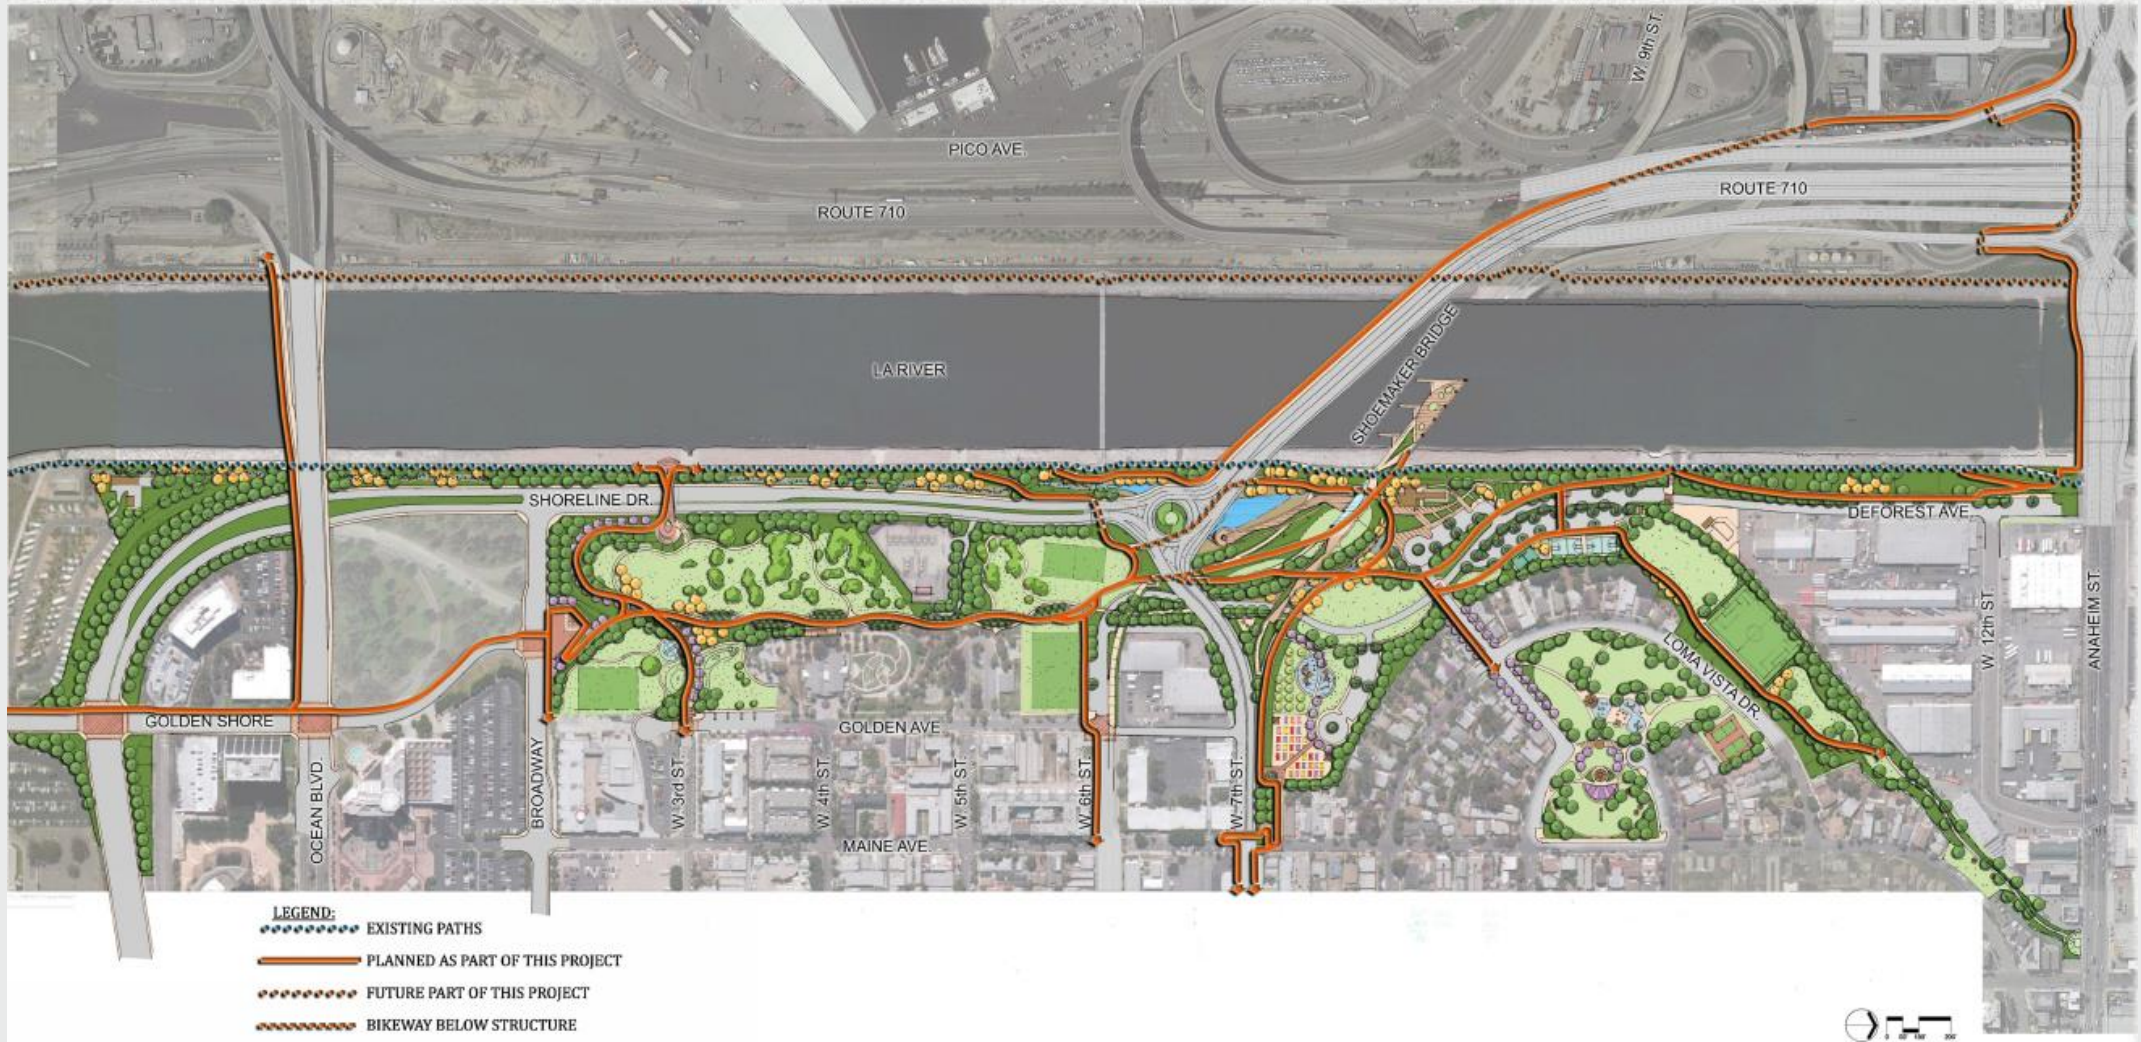 W. 9th ST.
PICO AVE.
ROUTE 710
ROUTE 710
LA RIVER
SHOEMAKER BRIDGE
SHORELINE DR.
DEFOREST AVE.
ANAHEIM ST.
W. 12th ST.
LOMA VISTA DR.
GOLDEN SHORE
GOLDEN AVE
OCEAN BLVD.
BROADWAY
W. 3rd ST.
W. 4th ST.
W. 5th ST.
W. 6th ST.
W. 7th ST.
MAINE AVE.
LEGEND:
EXISTING PATHS
PLANNED AS PART OF THIS PROJECT
FUTURE PART OF THIS PROJECT
BIKEWAY BELOW STRUCTURE